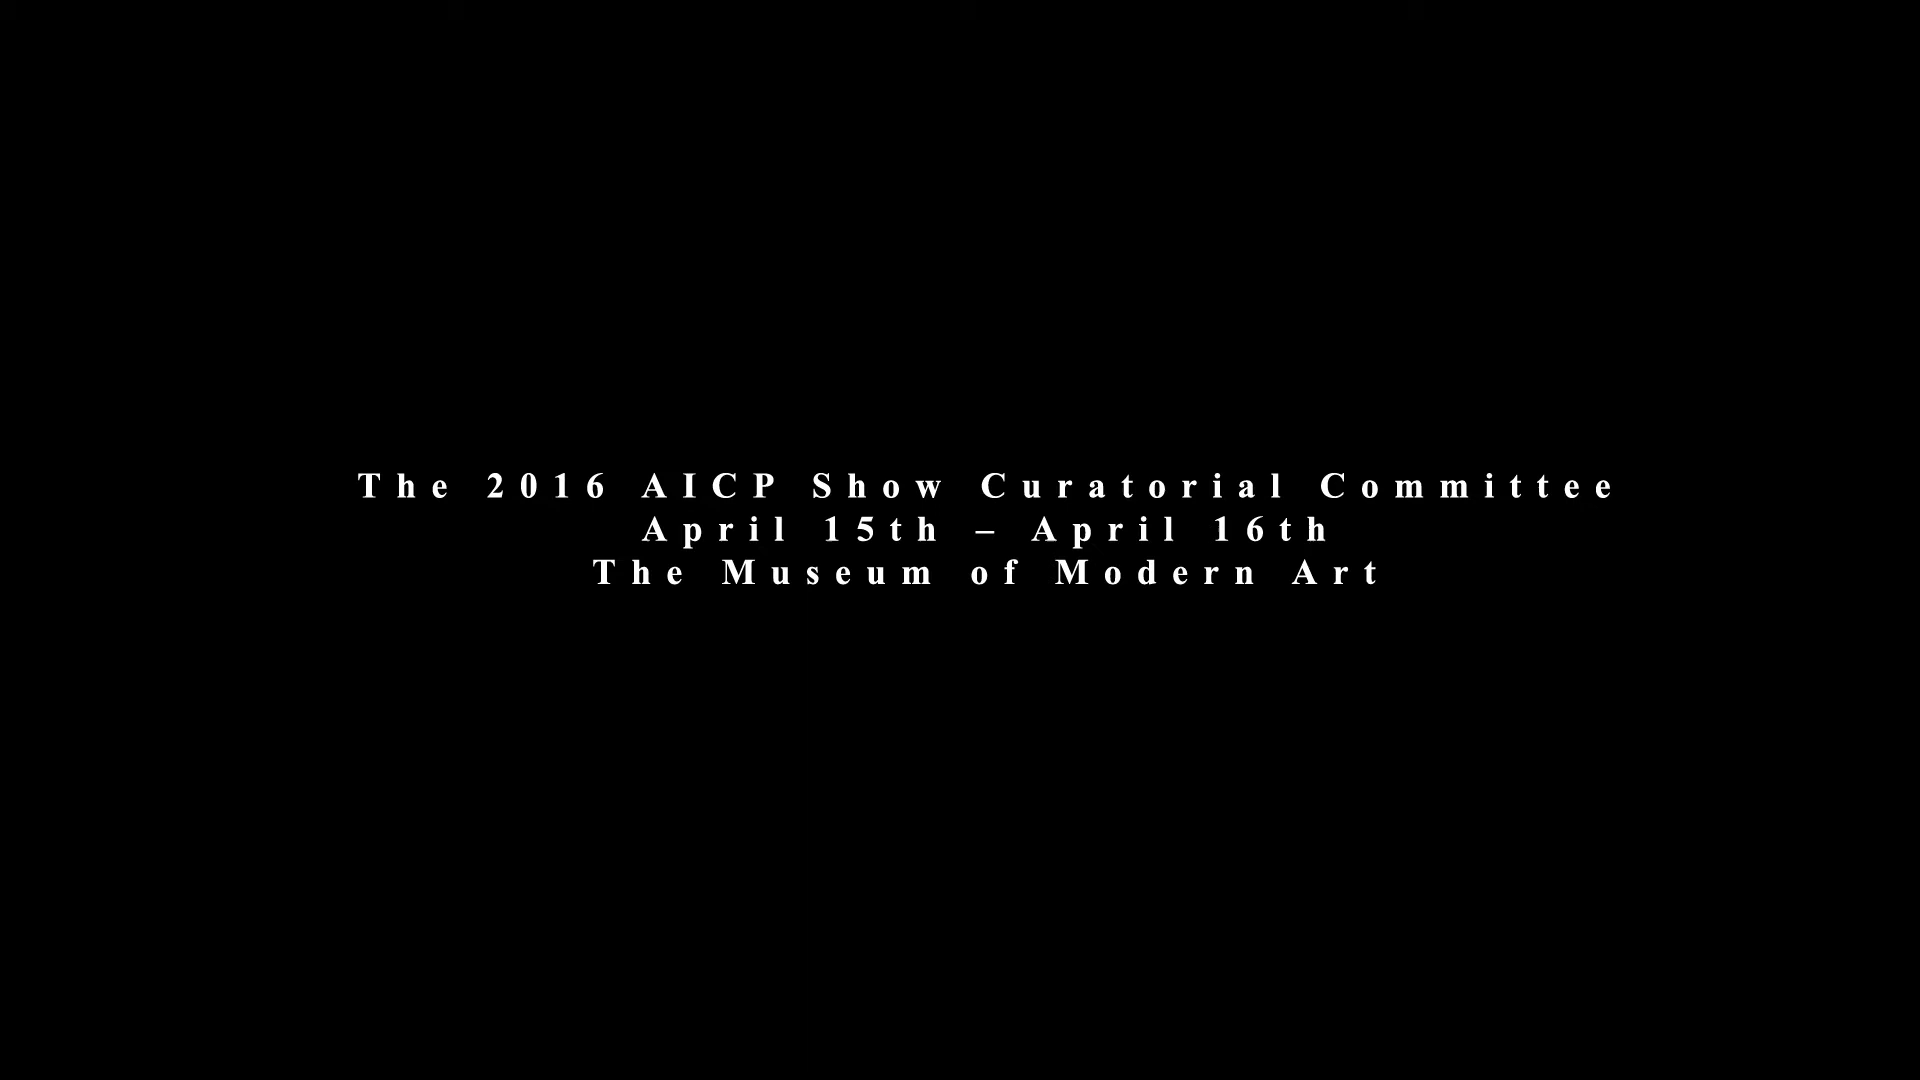 The 2016 AICP Show Curatorial Committee
April 15th – April 16th
The Museum of Modern Art